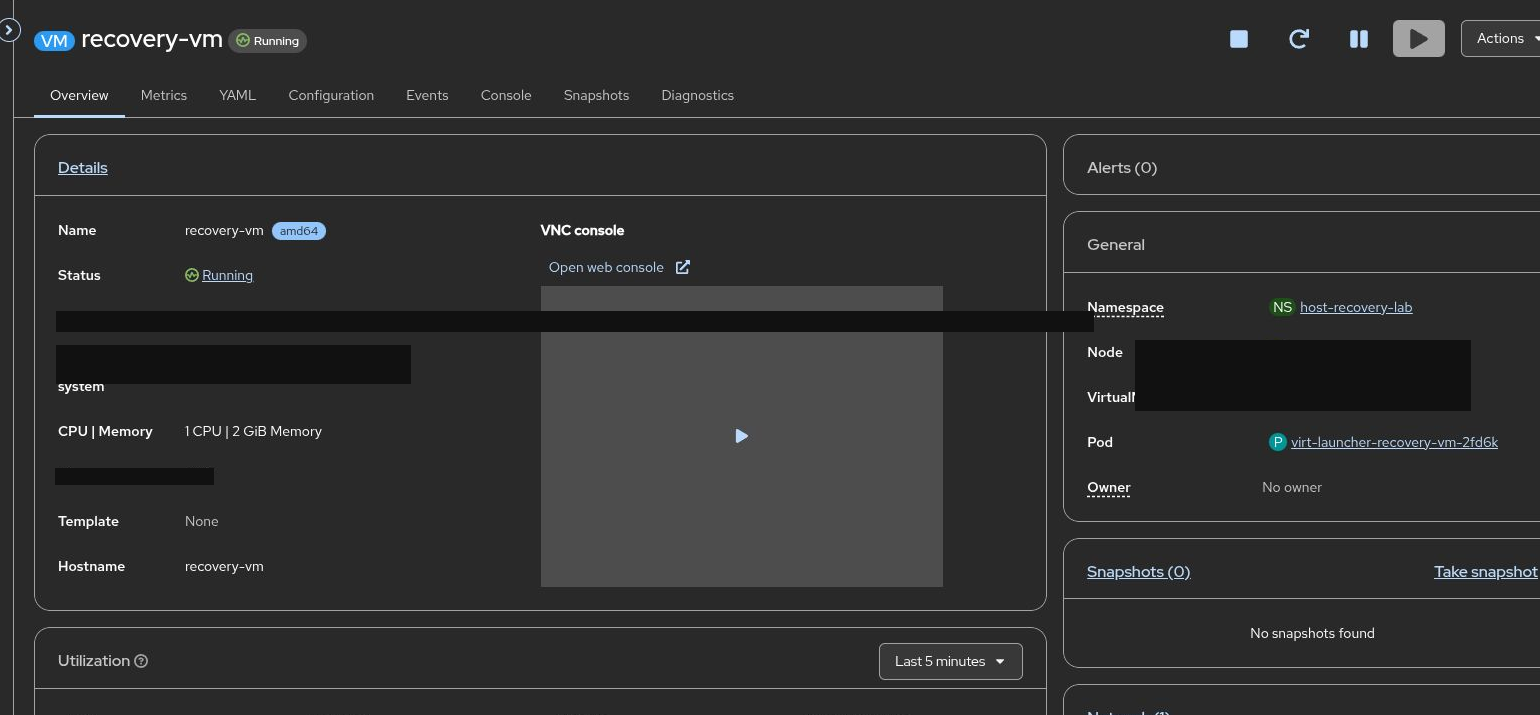 VM recovery-vm Running
Actions
Overview Metrics YAML Configuration Events Console Snapshots Diagnostics
Details
Name recovery-vm amd64
Status Running
system
CPU | Memory 1 CPU | 2 GiB Memory
Template None
Hostname recovery-vm
VNC console
Open web console
Utilization
Last 5 minutes
Alerts (0)
General
Namespace NS host-recovery-lab
Node
Pod P virt-launcher-recovery-vm-2fd6k
Owner No owner
Snapshots (0) Take snapshot
No snapshots found